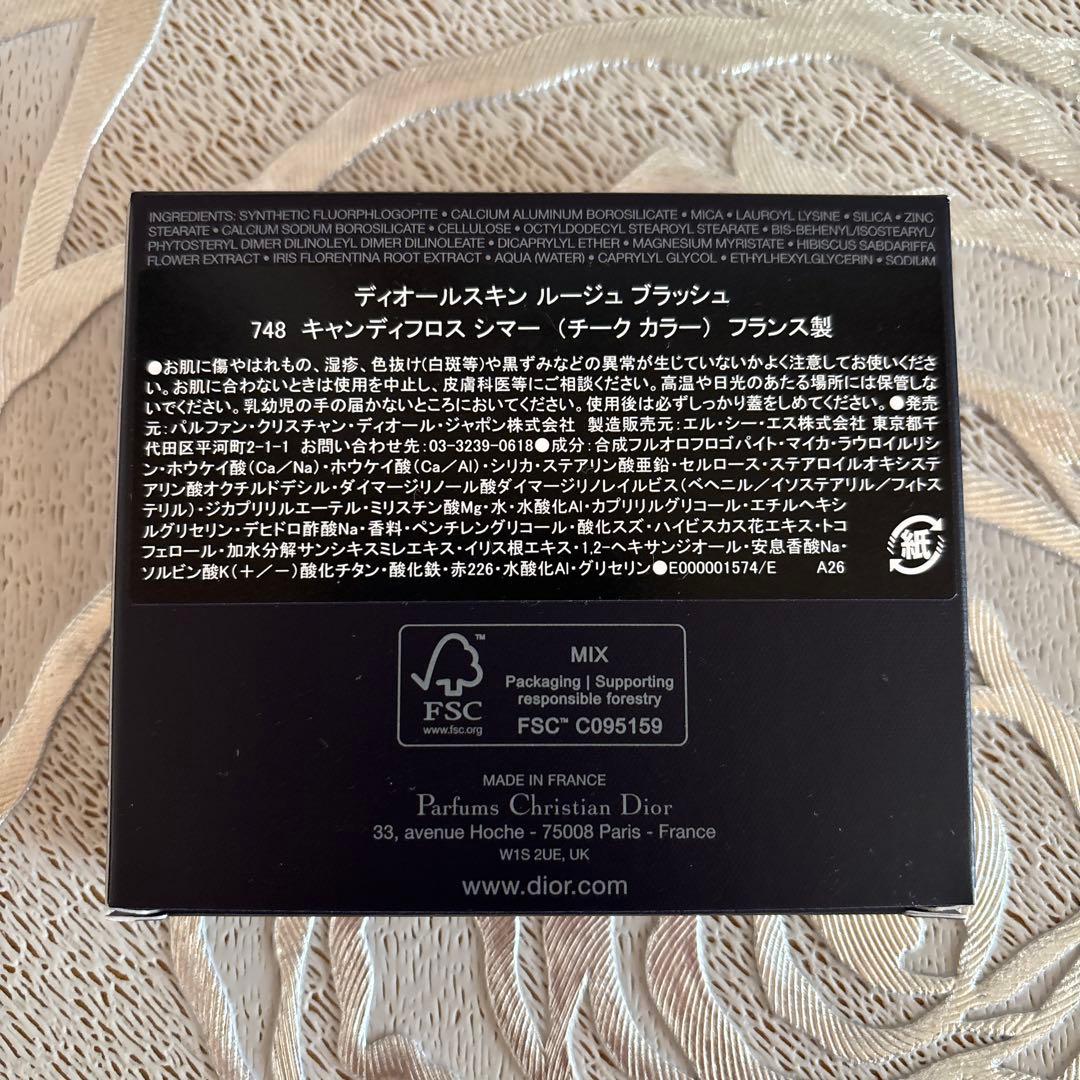 INGREDIENTS: SYNTHETIC FLUORPHLOGOPITE • CALCIUM ALUMINUM BOROSILICATE • MICA • LAUROYL LYSINE • SILICA • ZINC
STEARATE • CALCIUM SODIUM BOROSILICATE • CELLULOSE • OCTYLDODECYL STEAROYL STEARATE • BIS-BEHENYL/ISOSTEARYL/
PHYTOSTERYL DIMER DILINOLEYL DIMER DILINOLEATE • DICAPRYLYL ETHER • MAGNESIUM MYRISTATE • HIBISCUS SABDARIFFA
FLOWER EXTRACT • IRIS FLORENTINA ROOT EXTRACT • AQUA (WATER) • CAPRYLYL GLYCOL • ETHYLHEXYLGLYCERIN • SODIUM
ディオールスキン ルージュ ブラッシュ
748 キャンディフロス シマー （チーク カラー） フランス製
●お肌に傷やはれもの、湿疹、色抜け(白斑等)や黒ずみなどの異常が生じていないかよく注意してお使いくださ
い。お肌に合わないときは使用を中止し、皮膚科医等にご相談ください。高温や日光のあたる場所には保管しな
いでください。乳幼児の手の届かないところにおいてください。使用後は必ずしっかり蓋をしめてください。●発売
元：パルファン・クリスチャン・ディオール・ジャポン株式会社 製造販売元：エル・シー・エス株式会社 東京都千
代田区平河町2-1-1 お問い合わせ先：03-3239-0618●成分：合成フルオロフロゴパイト・マイカ・ラウロイルリシ
ン・ホウケイ酸(Ca／Na)・ホウケイ酸(Ca／Al)・シリカ・ステアリン酸亜鉛・セルロース・ステアロイルオキシステ
アリン酸オクチルドデシル・ダイマージリノール酸ダイマージリノレイルビス(ベヘニル／イソステアリル／フィトス
テリル)・ジカプリリルエーテル・ミリスチン酸Mg・水・水酸化Al・カプリリルグリコール・エチルヘキシ
ルグリセリン・デヒドロ酢酸Na・香料・ペンチレングリコール・酸化スズ・ハイビスカス花エキス・トコ
フェロール・加水分解サンシキスミレエキス・イリス根エキス・1,2-ヘキサンジオール・安息香酸Na・
ソルビン酸K(＋／－)酸化チタン・酸化鉄・赤226・水酸化Al・グリセリン●E000001574/E A26
紙
FSC™
www.fsc.org
MIX
Packaging | Supporting
responsible forestry
FSC™ C095159
MADE IN FRANCE
Parfums Christian Dior
33, avenue Hoche - 75008 Paris - France
W1S 2UE, UK
www.dior.com